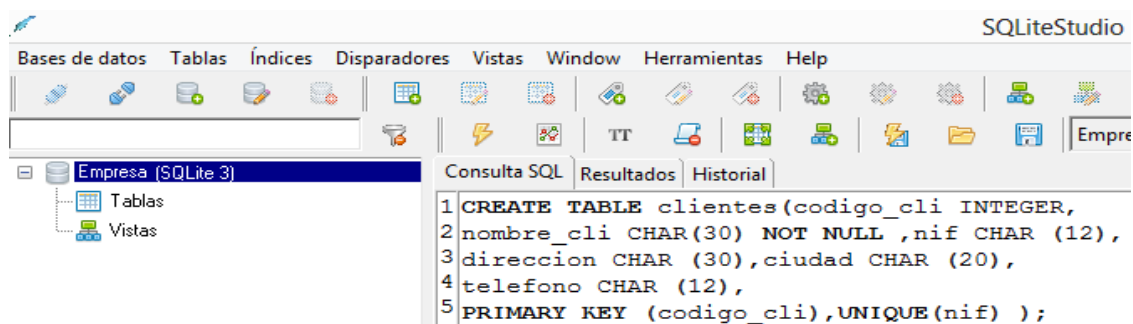 SQLiteStudio
Bases de datos Tablas Índices Disparadores Vistas Window Herramientas Help
TT Empre
Empresa (SQLite 3)
Tablas
Vistas
Consulta SQL Resultados Historial
1 CREATE TABLE clientes(codigo_cli INTEGER,
2 nombre_cli CHAR(30) NOT NULL ,nif CHAR (12),
3 direccion CHAR (30),ciudad CHAR (20),
4 telefono CHAR (12),
5 PRIMARY KEY (codigo_cli),UNIQUE(nif) );